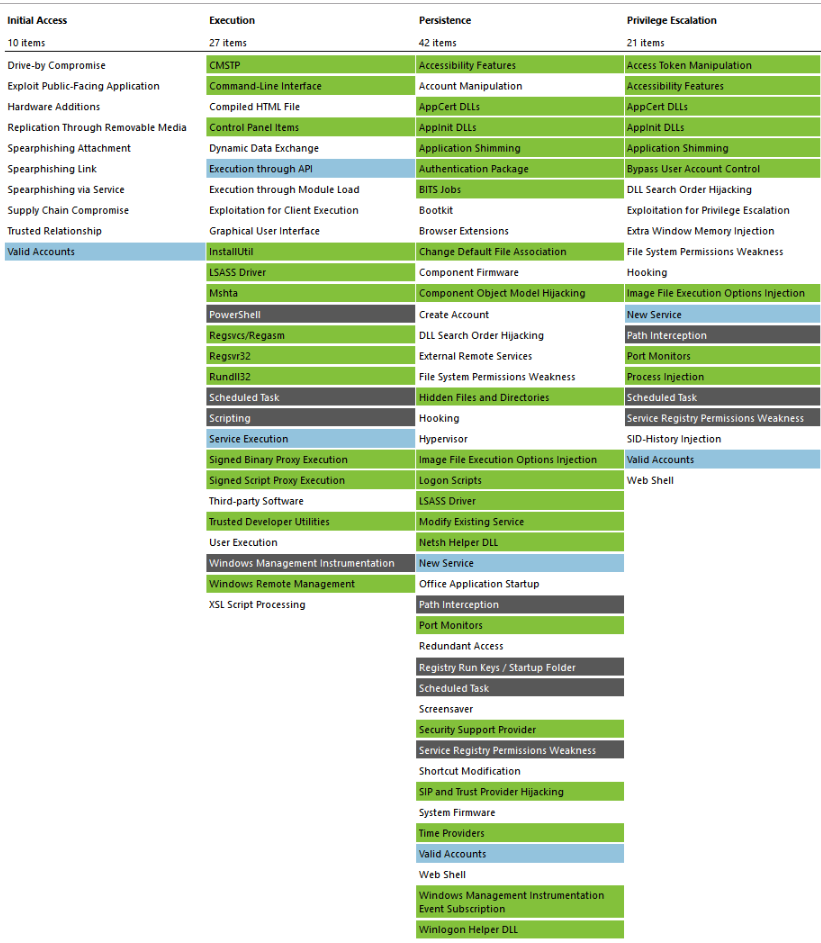 Initial Access
10 items
Drive-by Compromise
Exploit Public-Facing Application
Hardware Additions
Replication Through Removable Media
Spearphishing Attachment
Spearphishing Link
Spearphishing via Service
Supply Chain Compromise
Trusted Relationship
Valid Accounts
Execution
27 items
CMSTP
Command-Line Interface
Compiled HTML File
Control Panel Items
Dynamic Data Exchange
Execution through API
Execution through Module Load
Exploitation for Client Execution
Graphical User Interface
InstallUtil
LSASS Driver
Mshta
PowerShell
Regsvcs/Regasm
Regsvr32
Rundll32
Scheduled Task
Scripting
Service Execution
Signed Binary Proxy Execution
Signed Script Proxy Execution
Third-party Software
Trusted Developer Utilities
User Execution
Windows Management Instrumentation
Windows Remote Management
XSL Script Processing
Persistence
42 items
Accessibility Features
Account Manipulation
AppCert DLLs
AppInit DLLs
Application Shimming
Authentication Package
BITS Jobs
Bootkit
Browser Extensions
Change Default File Association
Component Firmware
Component Object Model Hijacking
Create Account
DLL Search Order Hijacking
External Remote Services
File System Permissions Weakness
Hidden Files and Directories
Hooking
Hypervisor
Image File Execution Options Injection
Logon Scripts
LSASS Driver
Modify Existing Service
Netsh Helper DLL
New Service
Office Application Startup
Path Interception
Port Monitors
Redundant Access
Registry Run Keys / Startup Folder
Scheduled Task
Screensaver
Security Support Provider
Service Registry Permissions Weakness
Shortcut Modification
SIP and Trust Provider Hijacking
System Firmware
Time Providers
Valid Accounts
Web Shell
Windows Management Instrumentation
Event Subscription
Winlogon Helper DLL
Privilege Escalation
21 items
Access Token Manipulation
Accessibility Features
AppCert DLLs
AppInit DLLs
Application Shimming
Bypass User Account Control
DLL Search Order Hijacking
Exploitation for Privilege Escalation
Extra Window Memory Injection
File System Permissions Weakness
Hooking
Image File Execution Options Injection
New Service
Path Interception
Port Monitors
Process Injection
Scheduled Task
Service Registry Permissions Weakness
SID-History Injection
Valid Accounts
Web Shell